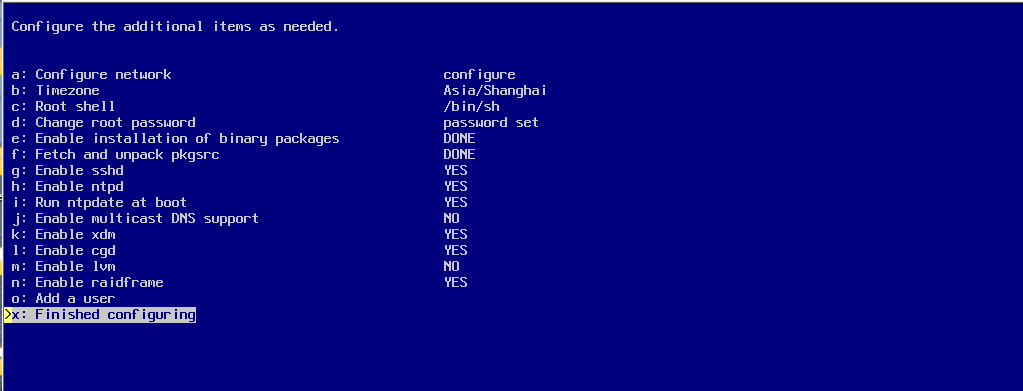 Configure the additional items as needed.
a: Configure network configure
b: Timezone Asia/Shanghai
c: Root shell /bin/sh
d: Change root password password set
e: Enable installation of binary packages DONE
f: Fetch and unpack pkgsrc DONE
g: Enable sshd YES
h: Enable ntpd YES
i: Run ntpdate at boot YES
j: Enable multicast DNS support NO
k: Enable xdm YES
l: Enable cgd YES
m: Enable lvm NO
n: Enable raidframe YES
o: Add a user
>x: Finished configuring